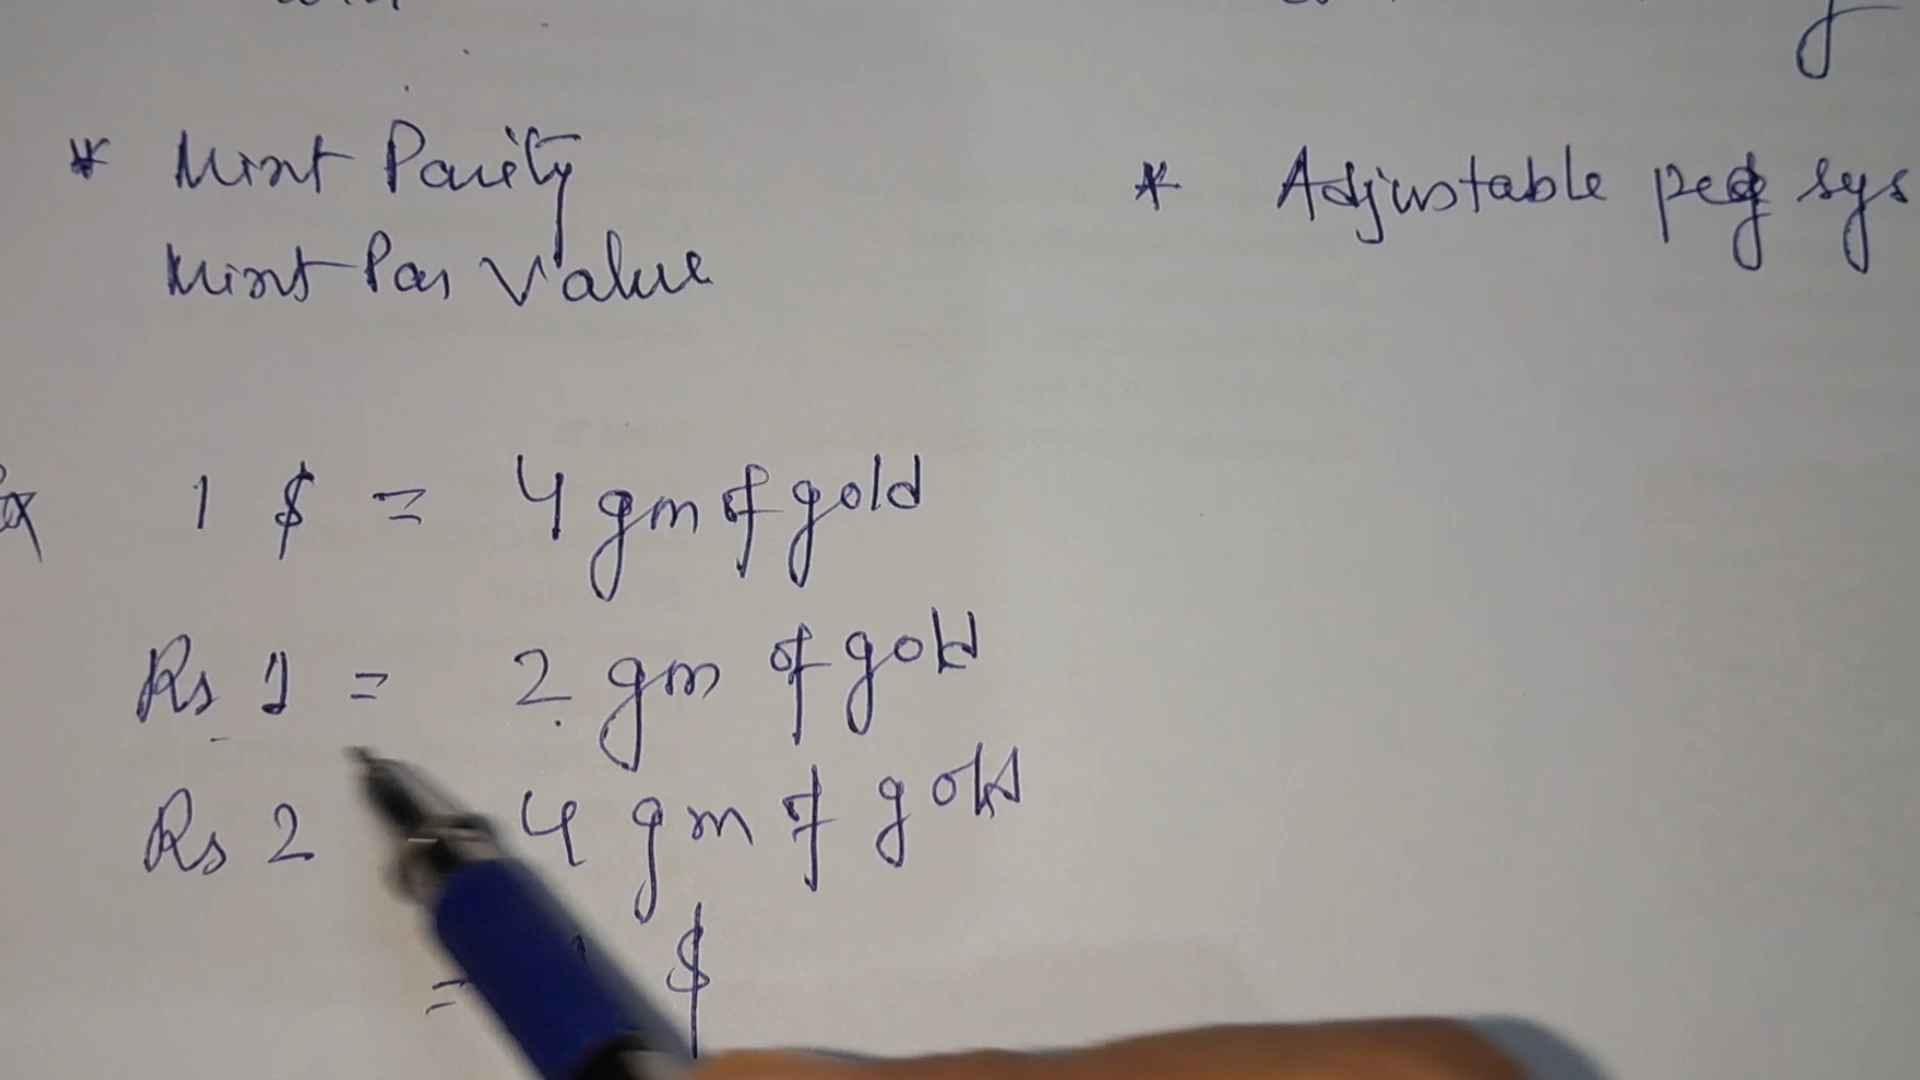 * Mint Parity
Mint Par Value
* Adjustable peg sys
Ex 1 $ = 4 gm of gold
Rs 1 = 2 gm of gold
Rs 2 4 gm of gold
= $